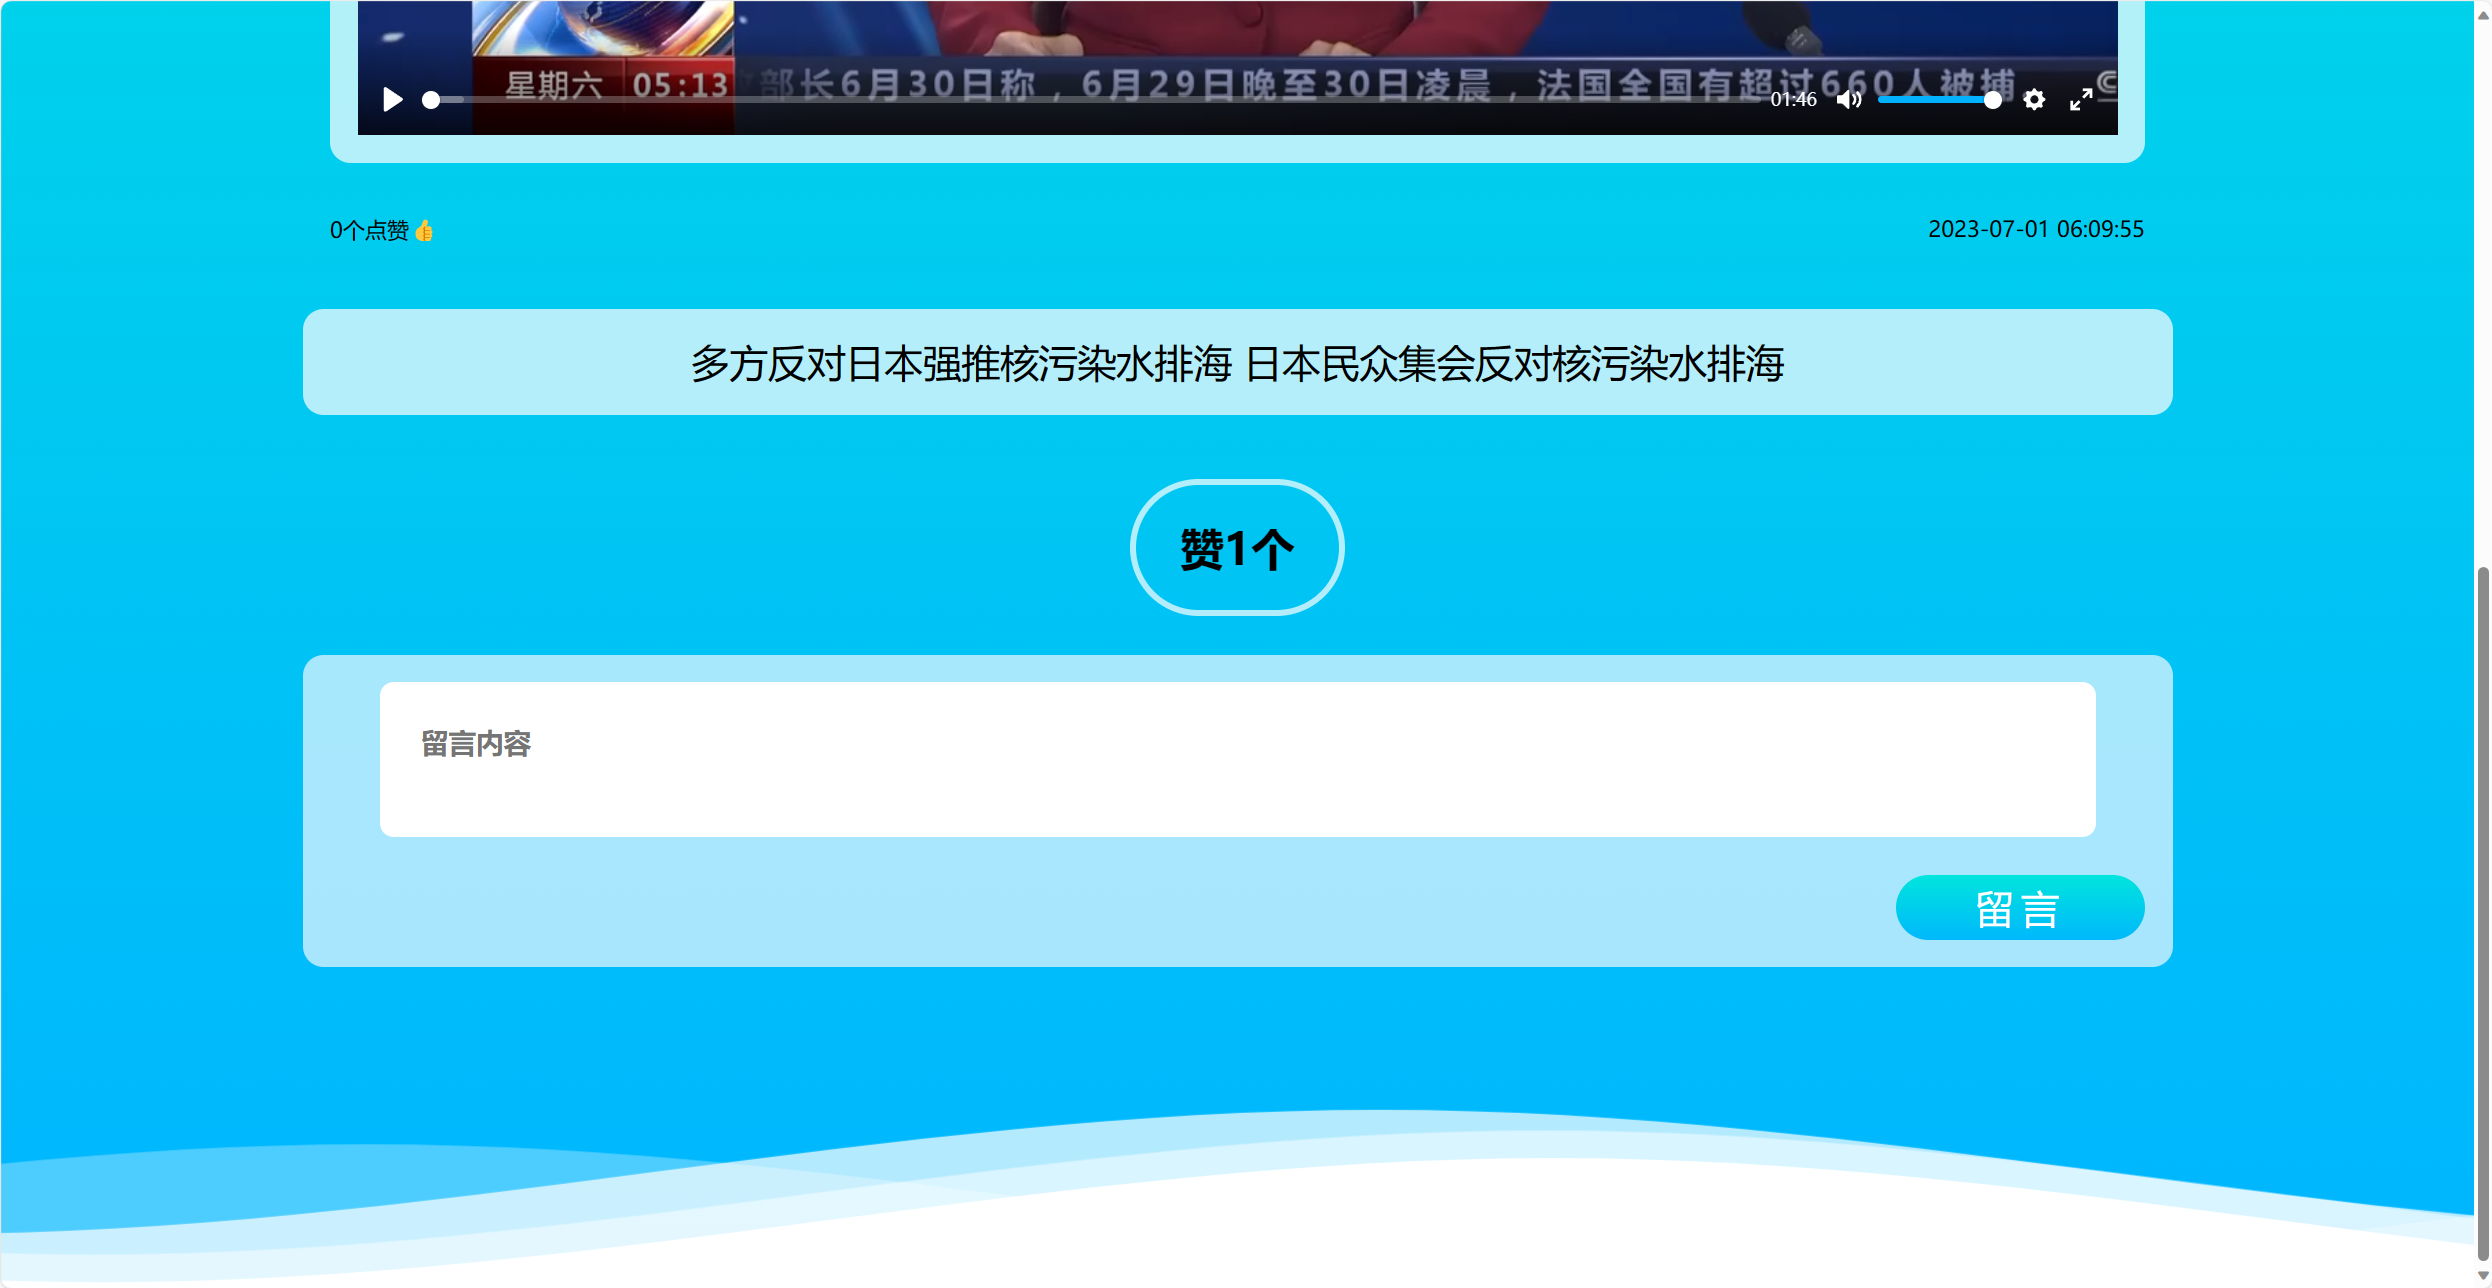 星期六 05:13 部长6月30日称，6月29日晚至30日凌晨，法国全国有超过660人被捕。
01:46
0个点赞👍 2023-07-01 06:09:55
多方反对日本强推核污染水排海 日本民众集会反对核污染水排海
赞1个
留言内容
留言